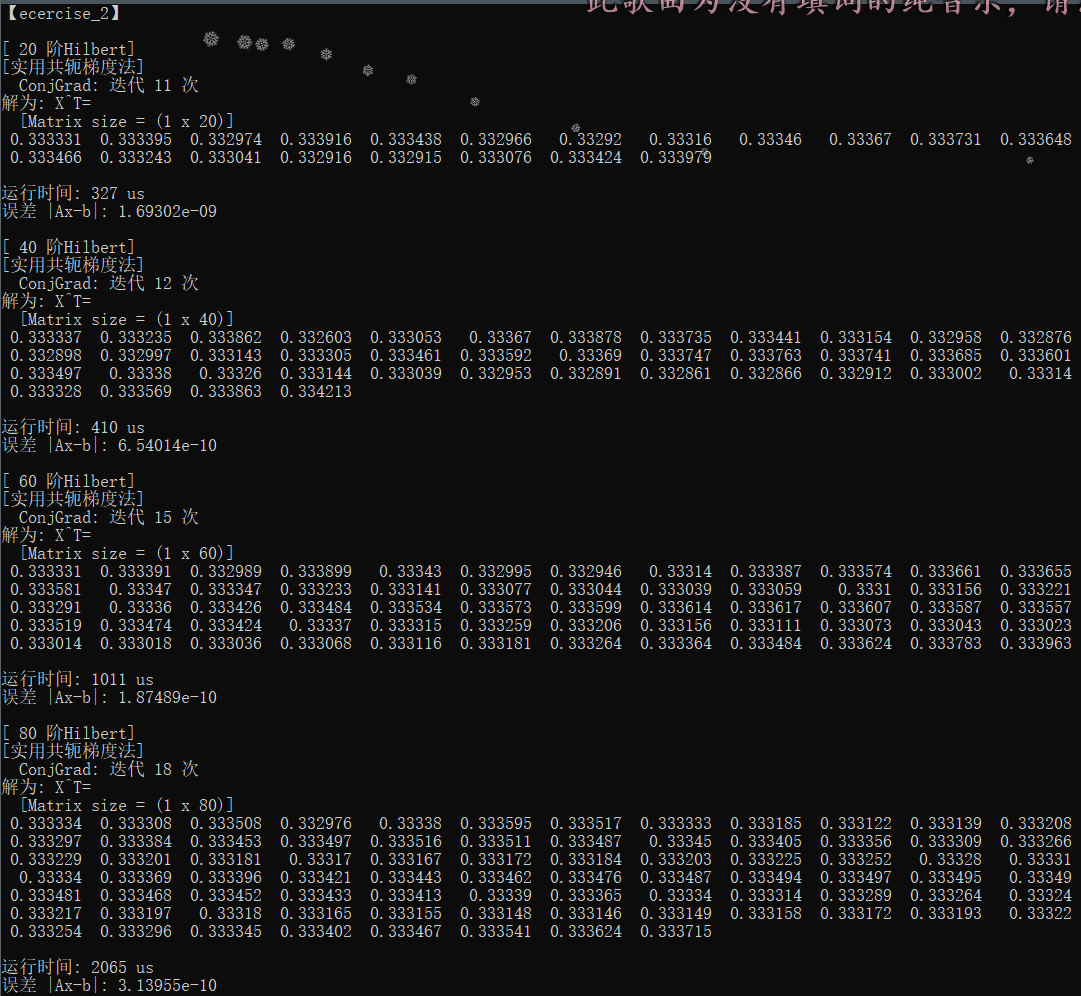 此歌曲为没有填词的纯音乐，请
【ecercise_2】
[ 20 阶Hilbert]
[实用共轭梯度法]
ConjGrad: 迭代 11 次
解为: X^T=
[Matrix size = (1 x 20)]
0.333331 0.333395 0.332974 0.333916 0.333438 0.332966 0.33292 0.33316 0.33346 0.33367 0.333731 0.333648
0.333466 0.333243 0.333041 0.332916 0.332915 0.333076 0.333424 0.333979
运行时间: 327 us
误差 |Ax-b|: 1.69302e-09
[ 40 阶Hilbert]
[实用共轭梯度法]
ConjGrad: 迭代 12 次
解为: X^T=
[Matrix size = (1 x 40)]
0.333337 0.333235 0.333862 0.332603 0.333053 0.33367 0.333878 0.333735 0.333441 0.333154 0.332958 0.332876
0.332898 0.332997 0.333143 0.333305 0.333461 0.333592 0.33369 0.333747 0.333763 0.333741 0.333685 0.333601
0.333497 0.33338 0.33326 0.333144 0.333039 0.332953 0.332891 0.332861 0.332866 0.332912 0.333002 0.33314
0.333328 0.333569 0.333863 0.334213
运行时间: 410 us
误差 |Ax-b|: 6.54014e-10
[ 60 阶Hilbert]
[实用共轭梯度法]
ConjGrad: 迭代 15 次
解为: X^T=
[Matrix size = (1 x 60)]
0.333331 0.333391 0.332989 0.333899 0.33343 0.332995 0.332946 0.33314 0.333387 0.333574 0.333661 0.333655
0.333581 0.33347 0.333347 0.333233 0.333141 0.333077 0.333044 0.333039 0.333059 0.3331 0.333156 0.333221
0.333291 0.33336 0.333426 0.333484 0.333534 0.333573 0.333599 0.333614 0.333617 0.333607 0.333587 0.333557
0.333519 0.333474 0.333424 0.33337 0.333315 0.333259 0.333206 0.333156 0.333111 0.333073 0.333043 0.333023
0.333014 0.333018 0.333036 0.333068 0.333116 0.333181 0.333264 0.333364 0.333484 0.333624 0.333783 0.333963
运行时间: 1011 us
误差 |Ax-b|: 1.87489e-10
[ 80 阶Hilbert]
[实用共轭梯度法]
ConjGrad: 迭代 18 次
解为: X^T=
[Matrix size = (1 x 80)]
0.333334 0.333308 0.333508 0.332976 0.33338 0.333595 0.333517 0.333333 0.333185 0.333122 0.333139 0.333208
0.333297 0.333384 0.333453 0.333497 0.333516 0.333511 0.333487 0.33345 0.333405 0.333356 0.333309 0.333266
0.333229 0.333201 0.333181 0.33317 0.333167 0.333172 0.333184 0.333203 0.333225 0.333252 0.33328 0.33331
0.33334 0.333369 0.333396 0.333421 0.333443 0.333462 0.333476 0.333487 0.333494 0.333497 0.333495 0.33349
0.333481 0.333468 0.333452 0.333433 0.333413 0.33339 0.333365 0.33334 0.333314 0.333289 0.333264 0.33324
0.333217 0.333197 0.33318 0.333165 0.333155 0.333148 0.333146 0.333149 0.333158 0.333172 0.333193 0.33322
0.333254 0.333296 0.333345 0.333402 0.333467 0.333541 0.333624 0.333715
运行时间: 2065 us
误差 |Ax-b|: 3.13955e-10